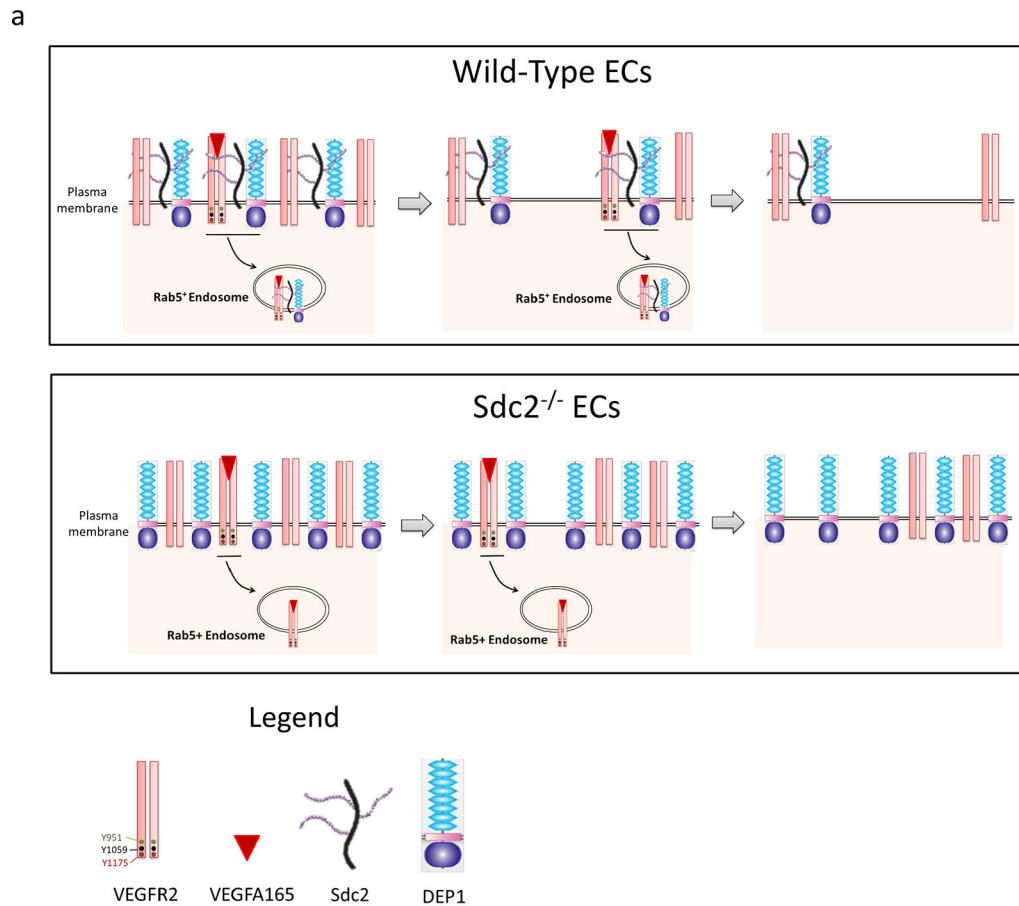 a
Wild-Type ECs
Plasma
membrane
Rab5⁺ Endosome
Rab5⁺ Endosome
Sdc2⁻/⁻ ECs
Plasma
membrane
Rab5+ Endosome
Rab5+ Endosome
Legend
Y951
Y1059
Y1175
VEGFR2 VEGFA165 Sdc2 DEP1